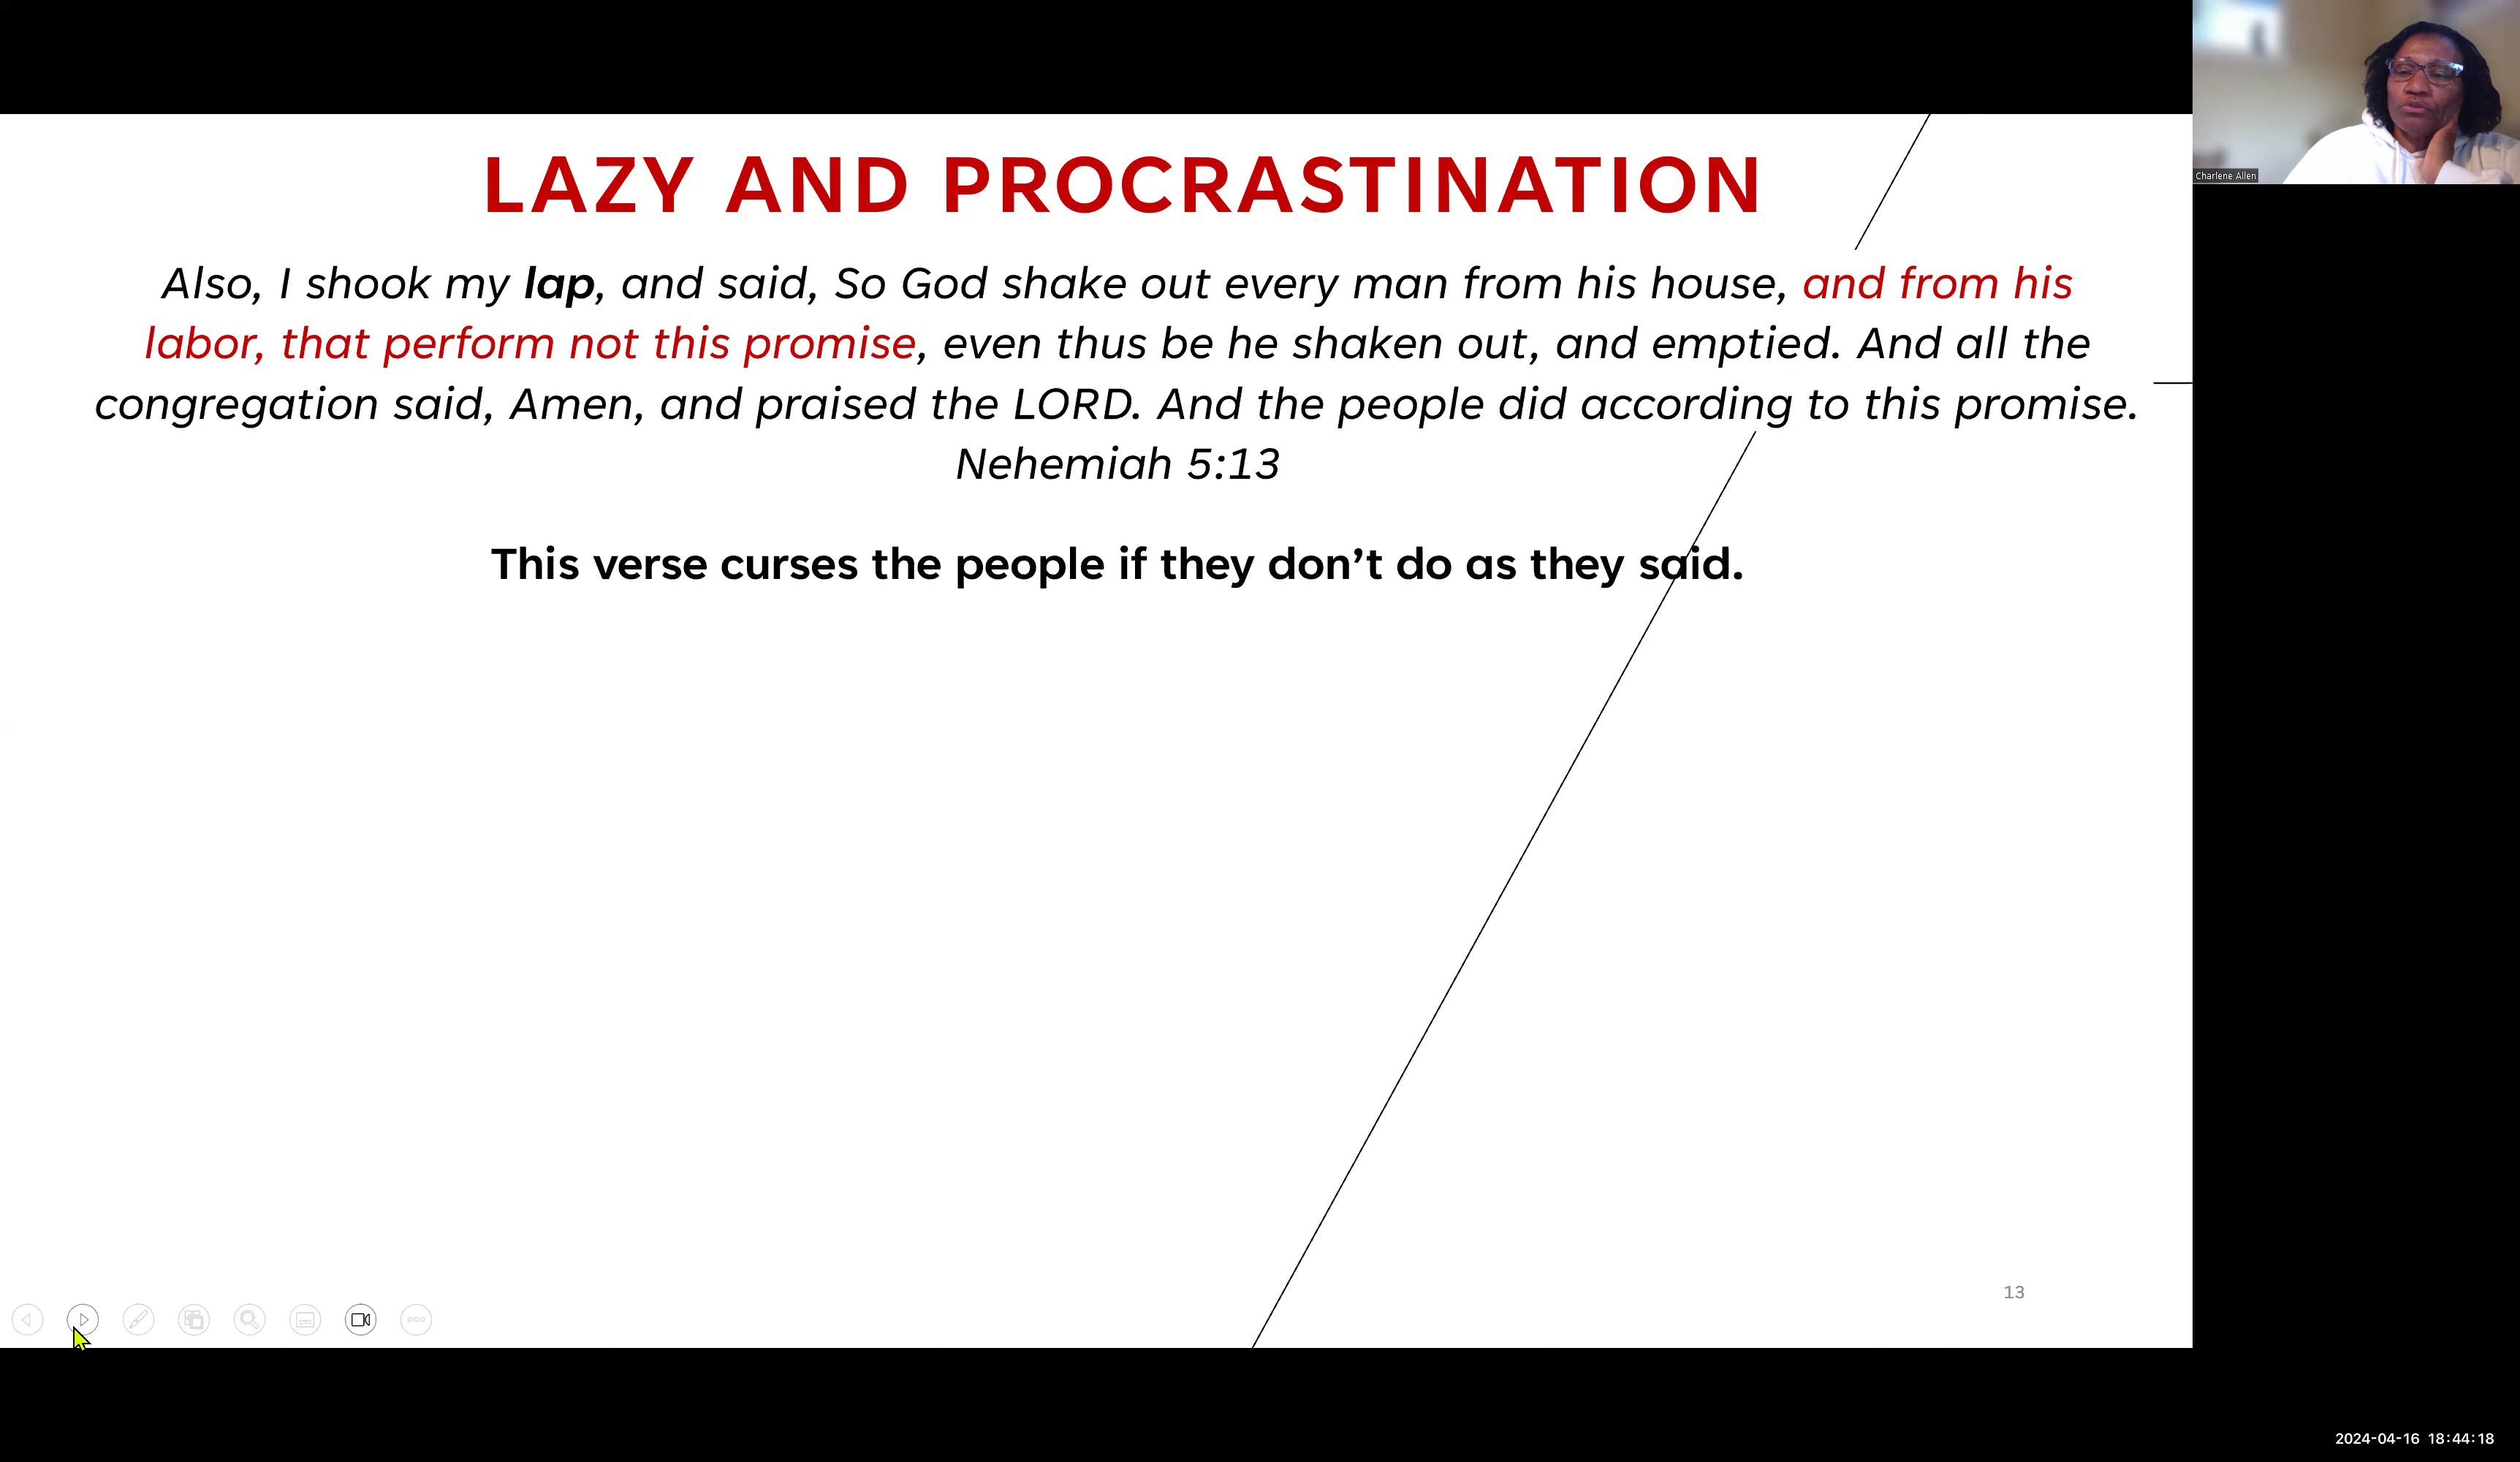 LAZY AND PROCRASTINATION
Also, I shook my lap, and said, So God shake out every man from his house, and from his
labor, that perform not this promise, even thus be he shaken out, and emptied. And all the
congregation said, Amen, and praised the LORD. And the people did according to this promise.
Nehemiah 5:13
This verse curses the people if they don’t do as they said.
13
Charlene Allen
2024-04-16 18:44:18